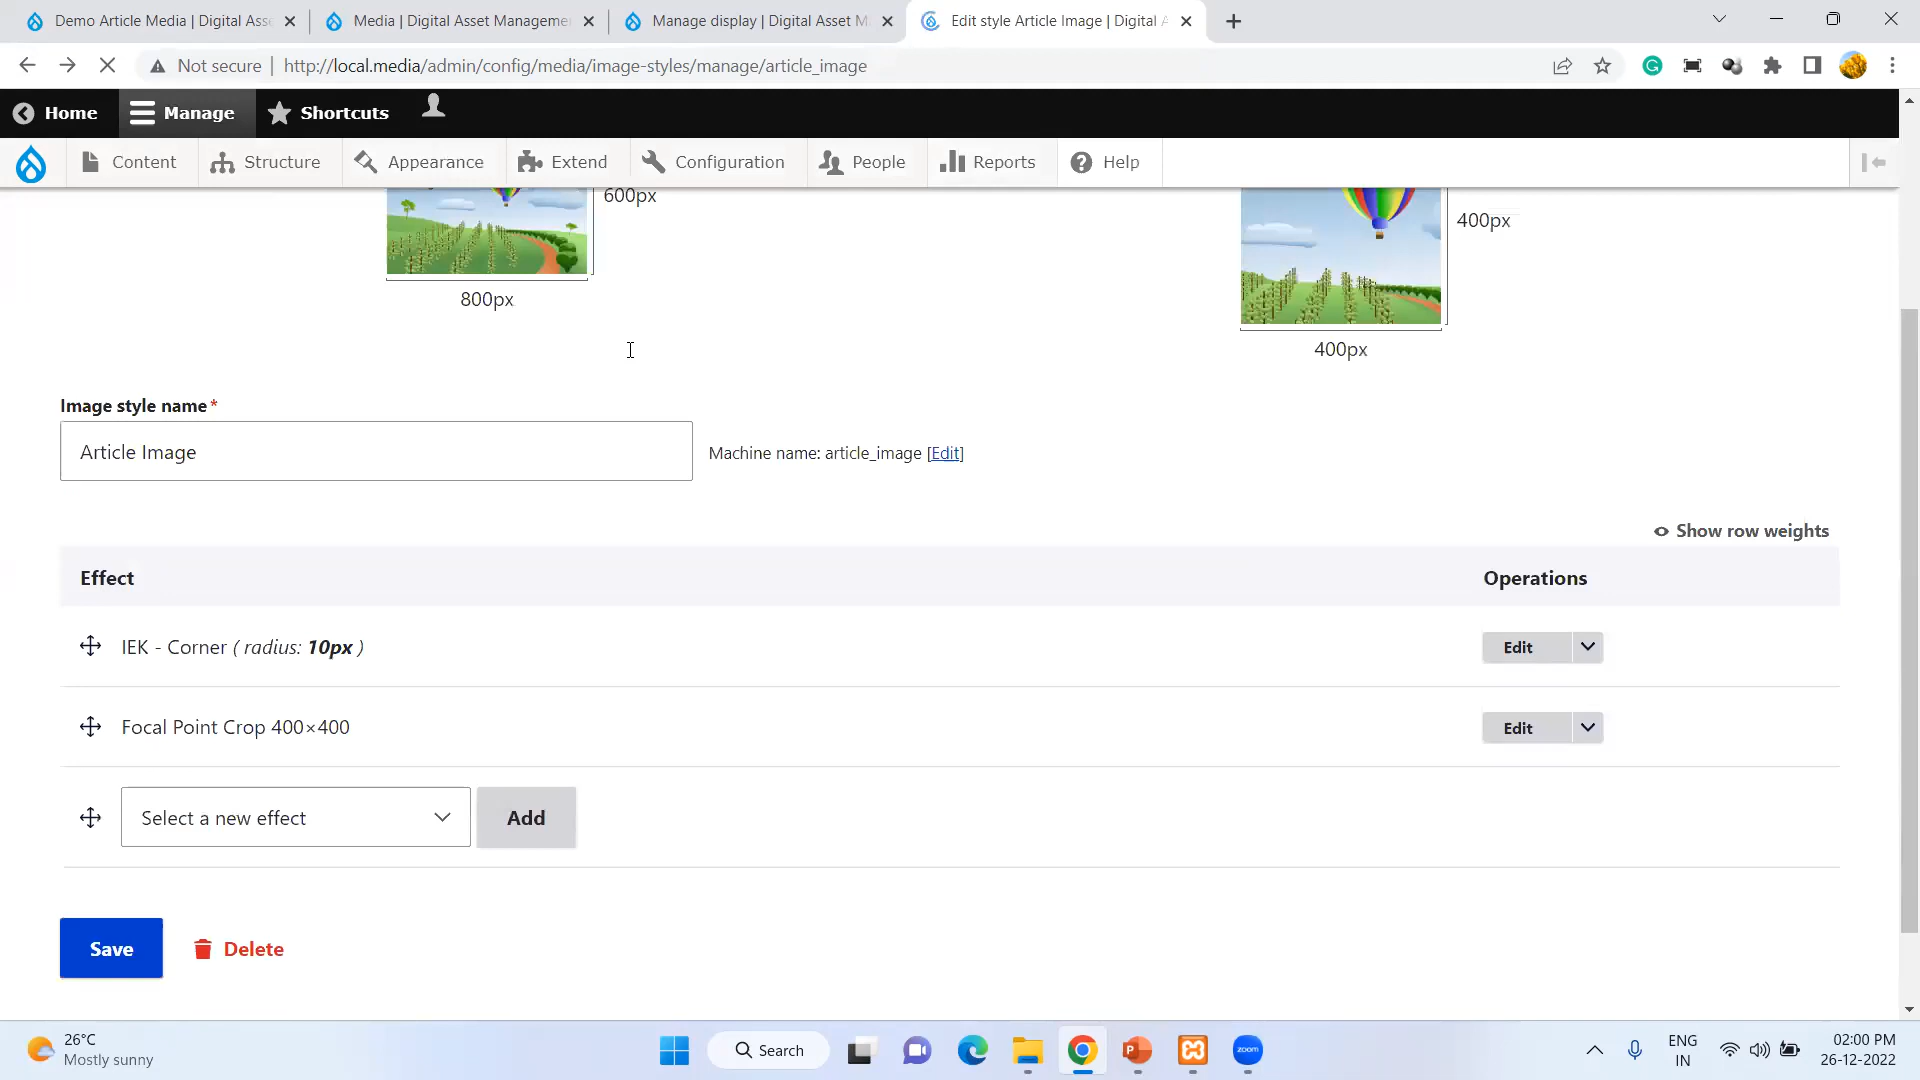 Demo Article Media | Digital Asse
Media | Digital Asset Managemen
Manage display | Digital Asset M
Edit style Article Image | Digital A
Not secure | http://local.media/admin/config/media/image-styles/manage/article_image
Home
Manage
Shortcuts
Content
Structure
Appearance
Extend
Configuration
People
Reports
Help
600px
400px
800px
400px
Image style name*
Article Image
Machine name: article_image [Edit]
Show row weights
Effect
Operations
IEK - Corner ( radius: 10px )
Edit
Focal Point Crop 400×400
Edit
Select a new effect
Add
Save
Delete
26°C
Mostly sunny
Search
zoom
ENG
IN
02:00 PM
26-12-2022